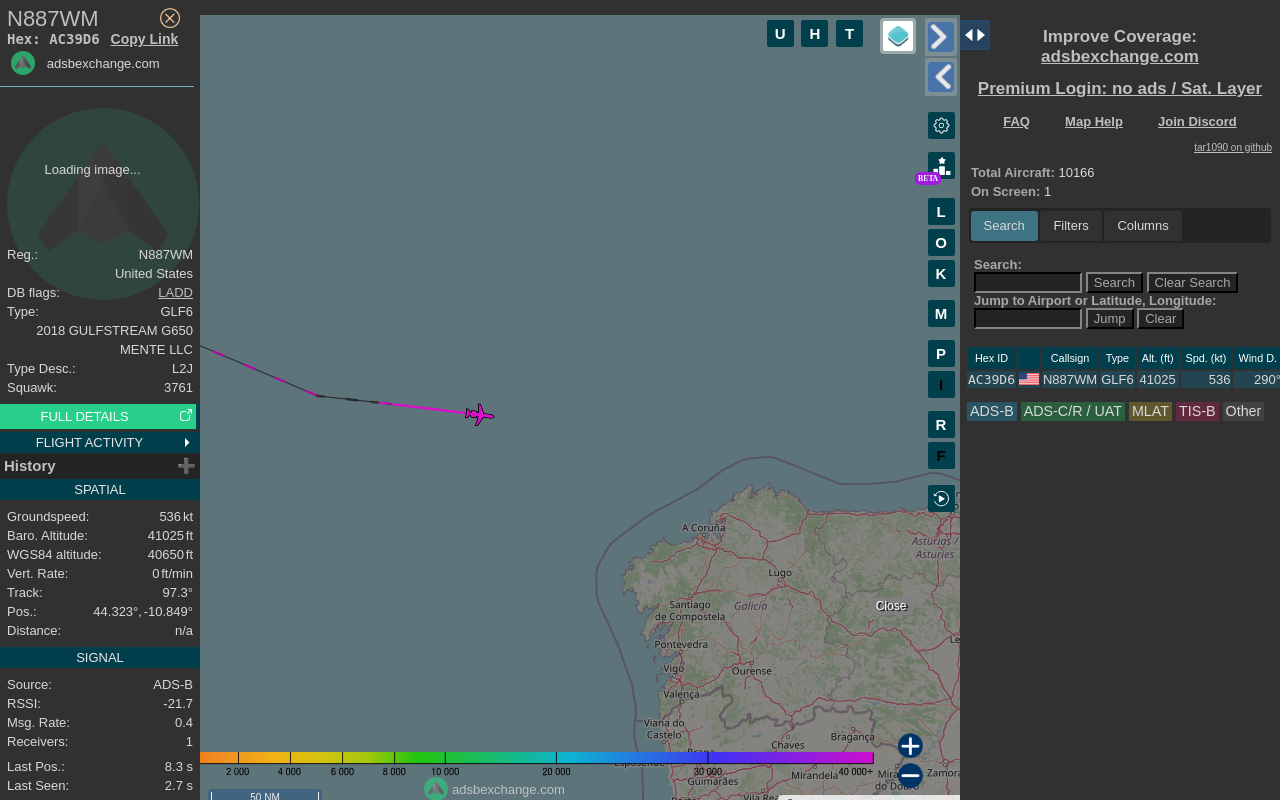 N887WM
Hex: AC39D6 Copy Link
adsbexchange.com
Loading image...
Reg.: N887WM
United States
DB flags: LADD
Type: GLF6
2018 GULFSTREAM G650
MENTE LLC
Type Desc.: L2J
Squawk: 3761
FULL DETAILS
FLIGHT ACTIVITY
History
SPATIAL
Groundspeed: 536 kt
Baro. Altitude: 41025 ft
WGS84 altitude: 40650 ft
Vert. Rate: 0 ft/min
Track: 97.3°
Pos.: 44.323°, -10.849°
Distance: n/a
SIGNAL
Source: ADS-B
RSSI: -21.7
Msg. Rate: 0.4
Receivers: 1
Last Pos.: 8.3 s
Last Seen: 2.7 s
U H T
BETA
L
O
K
M
P
I
R
F
A Coruña
Asturias /
Asturies
Lugo
Santiago
de Compostela
Galicia
Close
Pontevedra
Vigo
Ourense
Valença
Viana do
Castelo
Chaves
Bragança
Guimarães
Mirandela
Zamora
2 000 4 000 6 000 8 000 10 000 20 000 30 000 40 000+
adsbexchange.com
50 NM
Improve Coverage:
adsbexchange.com
Premium Login: no ads / Sat. Layer
FAQ Map Help Join Discord
tar1090 on github
Total Aircraft: 10166
On Screen: 1
Search Filters Columns
Search:
Search Clear Search
Jump to Airport or Latitude, Longitude:
Jump Clear
Hex ID Callsign Type Alt. (ft) Spd. (kt) Wind D.
AC39D6 N887WM GLF6 41025 536 290°
ADS-B ADS-C/R / UAT MLAT TIS-B Other